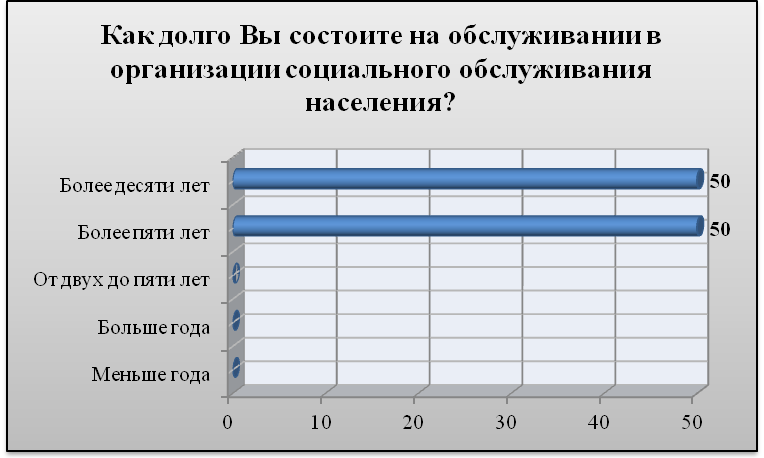 Как долго Вы состоите на обслуживании в
организации социального обслуживания
населения?
Более десяти лет
50
Более пяти лет
50
От двух до пяти лет
Больше года
Меньше года
0 10 20 30 40 50